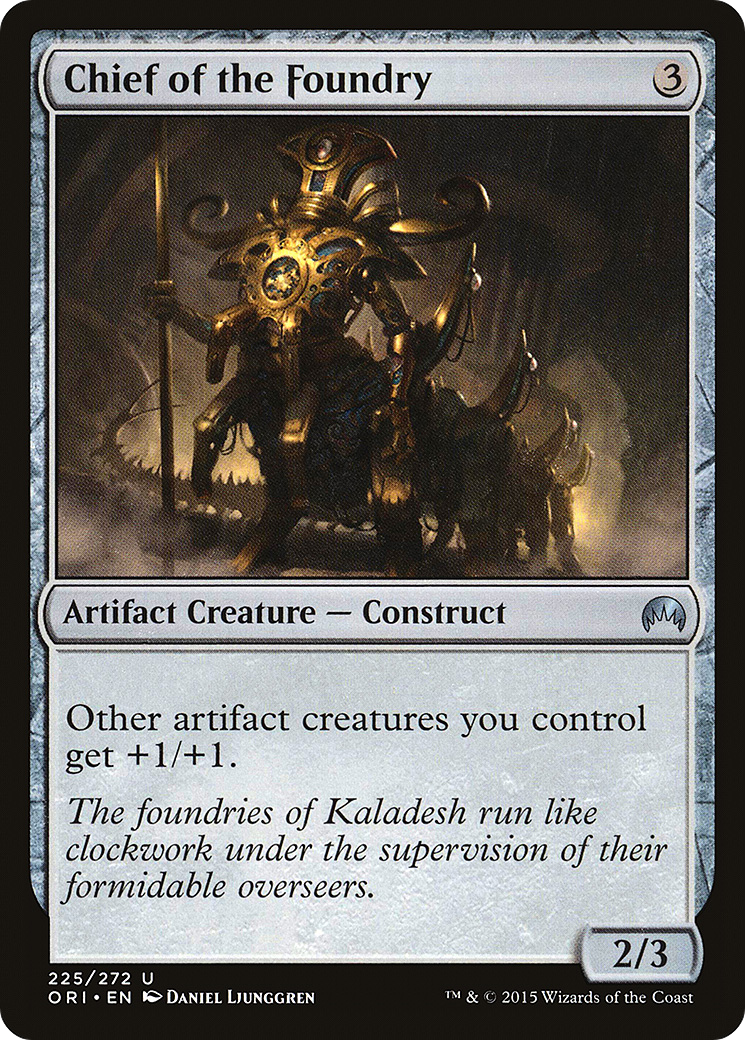 Chief of the Foundry 3
Artifact Creature — Construct
Other artifact creatures you control
get +1/+1.
The foundries of Kaladesh run like
clockwork under the supervision of their
formidable overseers.
2/3
225/272 U
ORI • EN Daniel Ljunggren
™ & © 2015 Wizards of the Coast